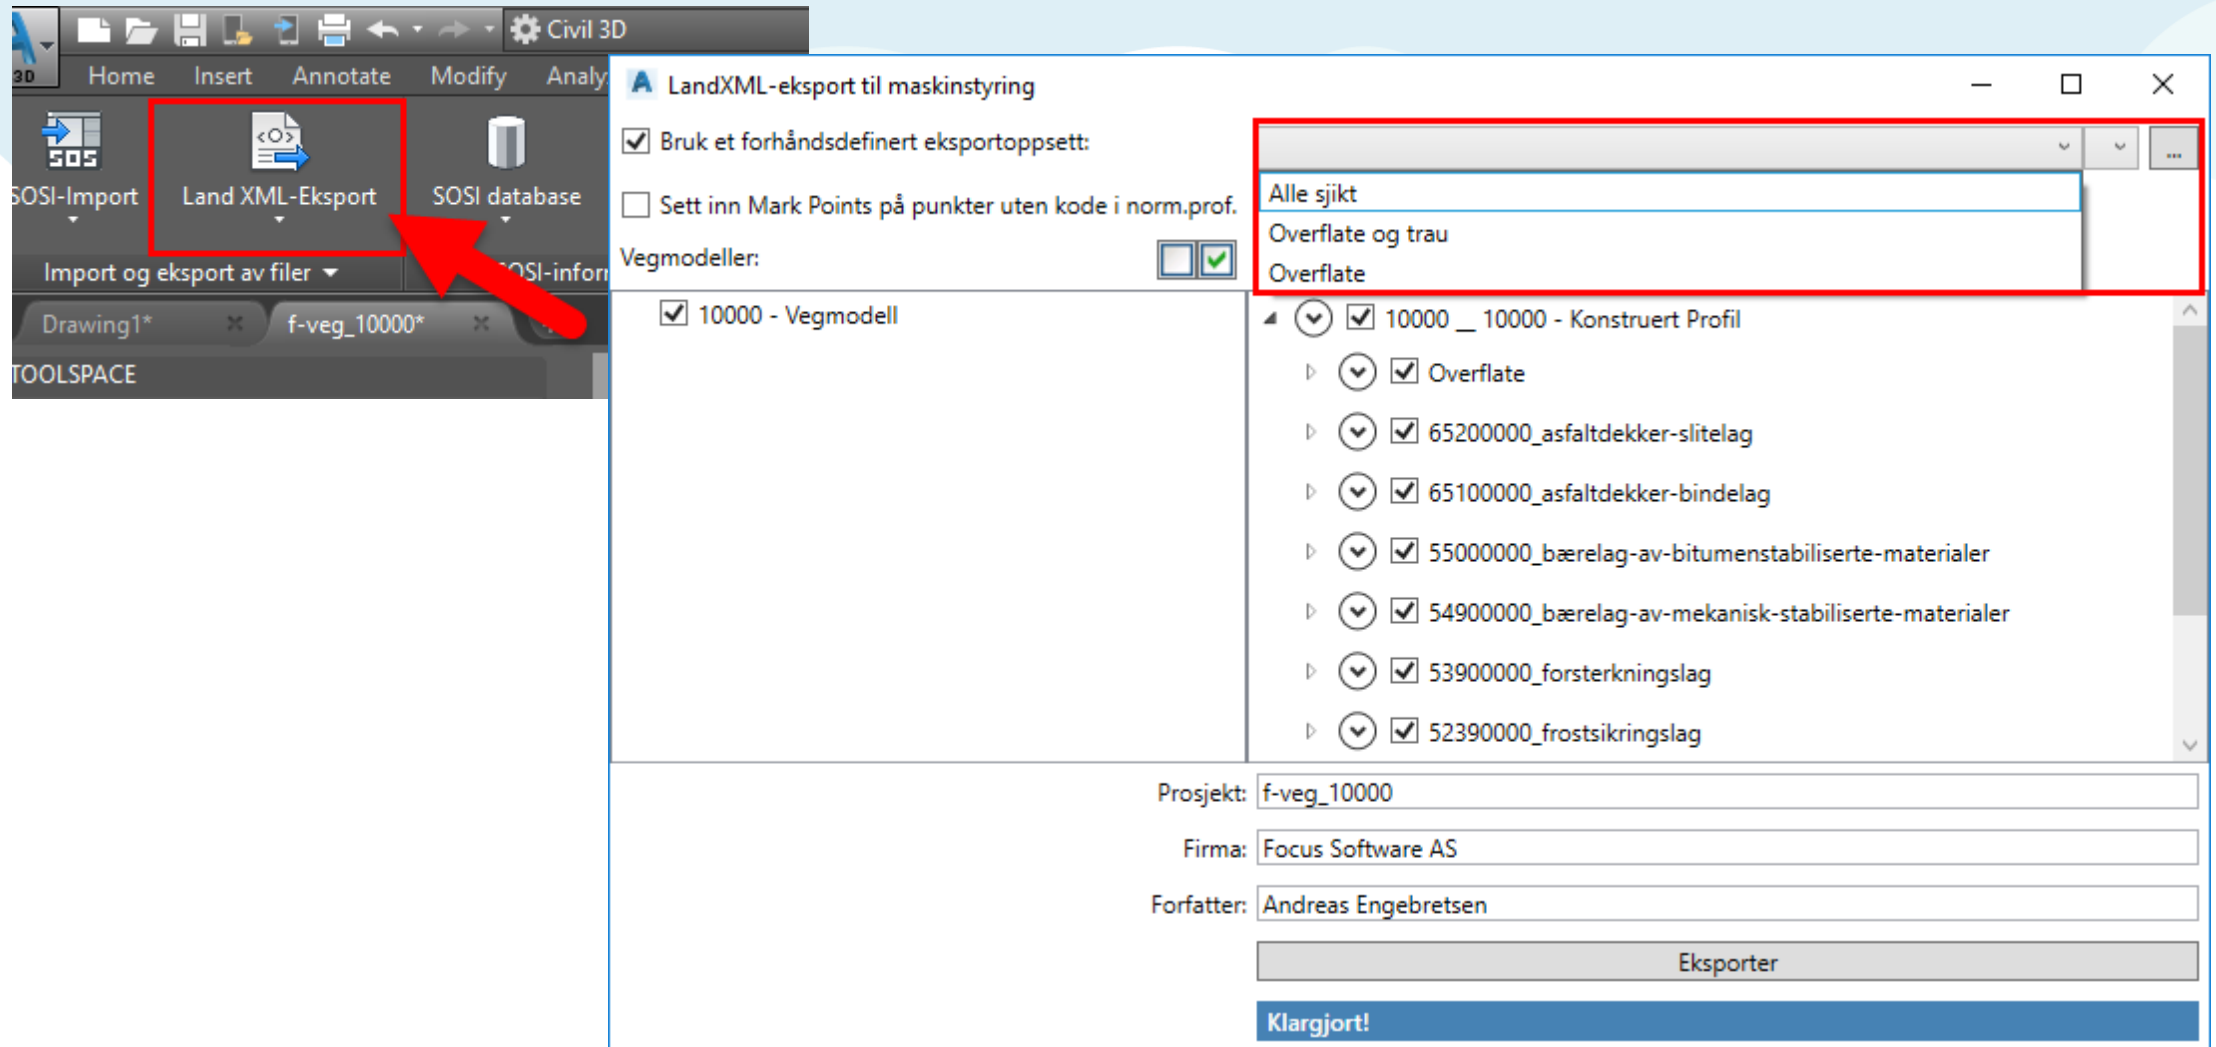 3D
Civil 3D
Home Insert Annotate Modify Analy
SOSI-Import
Land XML-Eksport
SOSI database
Import og eksport av filer
OSI-infor
Drawing1*
f-veg_10000*
TOOLSPACE
LandXML-eksport til maskinstyring
Bruk et forhåndsdefinert eksportoppsett:
...
Sett inn Mark Points på punkter uten kode i norm.prof.
Alle sjikt
Overflate og trau
Overflate
Vegmodeller:
10000 - Vegmodell
10000 __ 10000 - Konstruert Profil
Overflate
65200000_asfaltdekker-slitelag
65100000_asfaltdekker-bindelag
55000000_bærelag-av-bitumenstabiliserte-materialer
54900000_bærelag-av-mekanisk-stabiliserte-materialer
53900000_forsterkningslag
52390000_frostsikringslag
Prosjekt: f-veg_10000
Firma: Focus Software AS
Forfatter: Andreas Engebretsen
Eksporter
Klargjort!